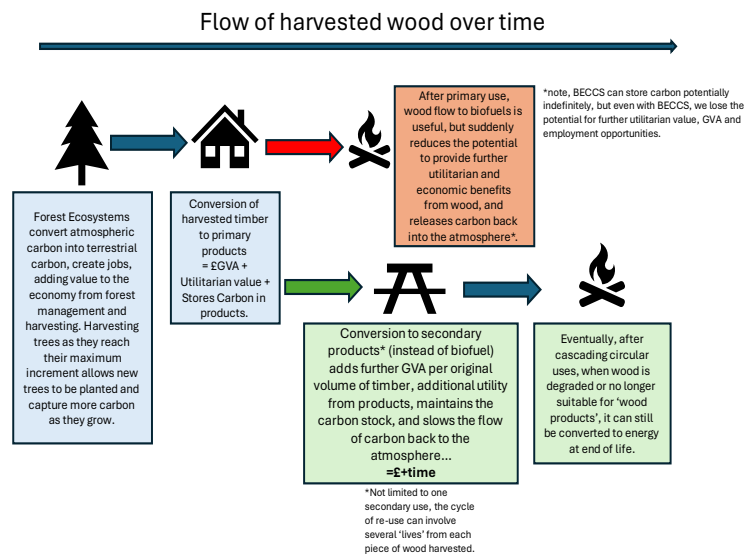 Flow of harvested wood over time
After primary use,
wood flow to biofuels is
useful, but suddenly
reduces the potential
to provide further
utilitarian and
economic benefits
from wood, and
releases carbon back
into the atmosphere*.
*note, BECCS can store carbon potentially
indefinitely, but even with BECCS, we lose the
potential for further utilitarian value, GVA and
employment opportunities.
Forest Ecosystems
convert atmospheric
carbon into terrestrial
carbon, create jobs,
adding value to the
economy from forest
management and
harvesting. Harvesting
trees as they reach
their maximum
increment allows new
trees to be planted and
capture more carbon
as they grow.
Conversion of
harvested timber
to primary
products
= £GVA +
Utilitarian value +
Stores Carbon in
products.
Conversion to secondary
products* (instead of biofuel)
adds further GVA per original
volume of timber, additional utility
from products, maintains the
carbon stock, and slows the flow
of carbon back to the
atmosphere...
=£+time
Eventually, after
cascading circular
uses, when wood is
degraded or no longer
suitable for ‘wood
products’, it can still
be converted to energy
at end of life.
*Not limited to one
secondary use, the cycle
of re-use can involve
several ‘lives’ from each
piece of wood harvested.